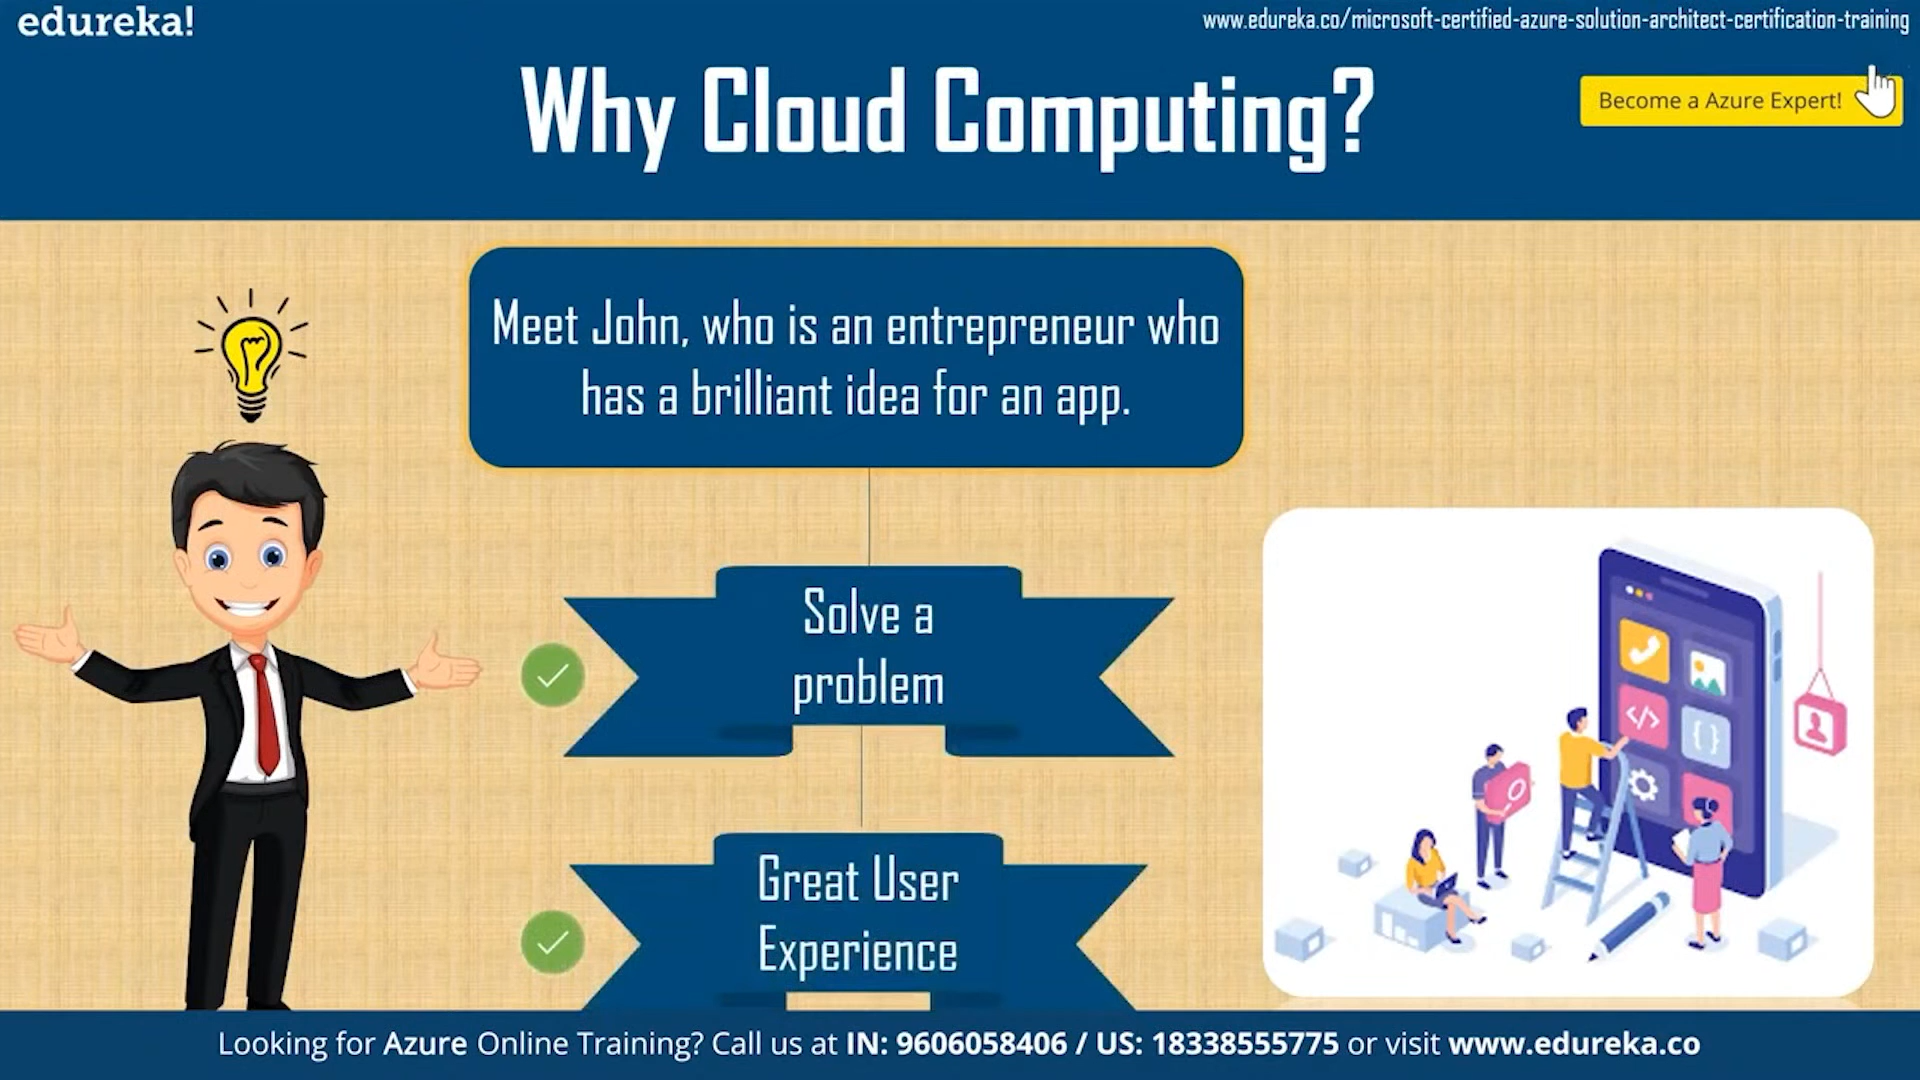 edureka!
www.edureka.co/microsoft-certified-azure-solution-architect-certification-training
Why Cloud Computing?
Become a Azure Expert!
Meet John, who is an entrepreneur who
has a brilliant idea for an app.
Solve a
problem
</>
{}
Great User
Experience
Looking for Azure Online Training? Call us at IN: 9606058406 / US: 18338555775 or visit www.edureka.co